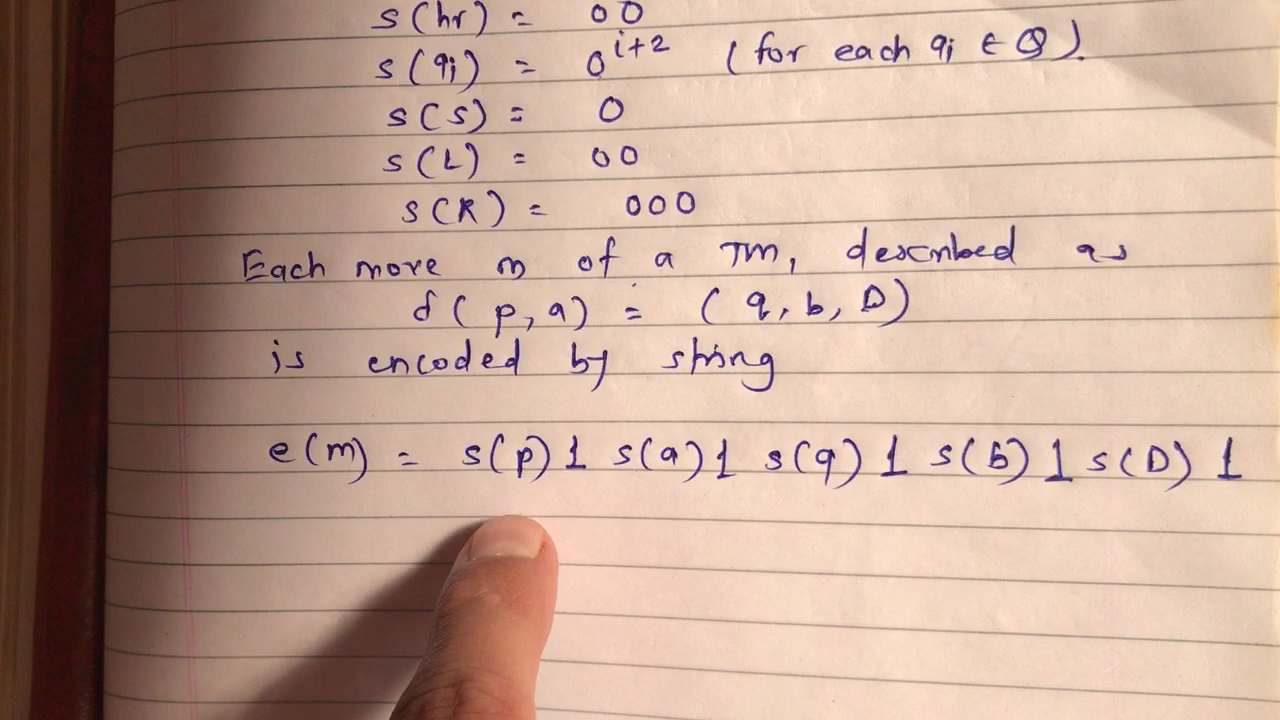 s(hr) = 00
s(qi) = 0^i+2 (for each qi ∈ Q).
s(S) = 0
s(L) = 00
s(R) = 000
Each move m of a TM, described as
δ(p,a) = (q,b,D)
is encoded by string
e(m) = s(p)1 s(a)1 s(q)1 s(b)1 s(D)1